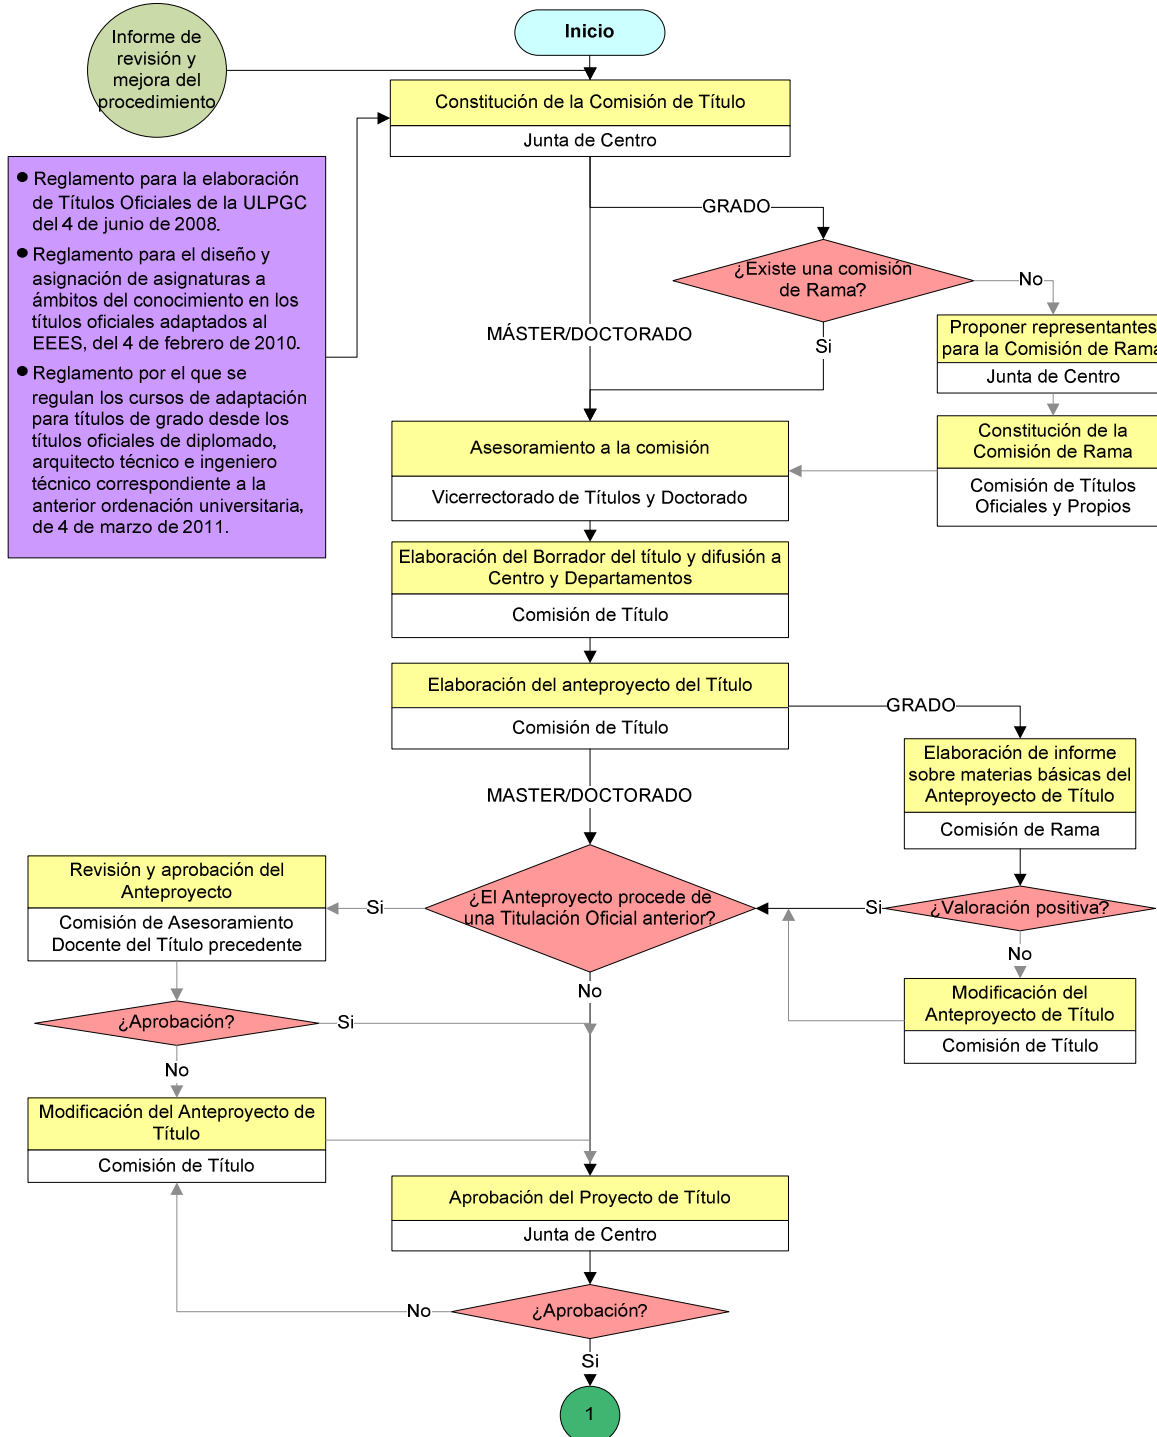 Informe de
revisión y
mejora del
procedimiento
Inicio
Constitución de la Comisión de Título
Junta de Centro
● Reglamento para la elaboración
de Títulos Oficiales de la ULPGC
del 4 de junio de 2008.
● Reglamento para el diseño y
asignación de asignaturas a
ámbitos del conocimiento en los
títulos oficiales adaptados al
EEES, del 4 de febrero de 2010.
● Reglamento por el que se
regulan los cursos de adaptación
para títulos de grado desde los
títulos oficiales de diplomado,
arquitecto técnico e ingeniero
técnico correspondiente a la
anterior ordenación universitaria,
de 4 de marzo de 2011.
GRADO
¿Existe una comisión
de Rama?
No
Si
MÁSTER/DOCTORADO
Proponer representantes
para la Comisión de Rama
Junta de Centro
Constitución de la
Comisión de Rama
Comisión de Títulos
Oficiales y Propios
Asesoramiento a la comisión
Vicerrectorado de Títulos y Doctorado
Elaboración del Borrador del título y difusión a
Centro y Departamentos
Comisión de Título
Elaboración del anteproyecto del Título
Comisión de Título
GRADO
Elaboración de informe
sobre materias básicas del
Anteproyecto de Título
Comisión de Rama
MASTER/DOCTORADO
¿Valoración positiva?
Si
No
Modificación del
Anteproyecto de Título
Comisión de Título
¿El Anteproyecto procede de
una Titulación Oficial anterior?
Si
No
Revisión y aprobación del
Anteproyecto
Comisión de Asesoramiento
Docente del Título precedente
¿Aprobación?
Si
No
Modificación del Anteproyecto de
Título
Comisión de Título
Aprobación del Proyecto de Título
Junta de Centro
¿Aprobación?
No
Si
1